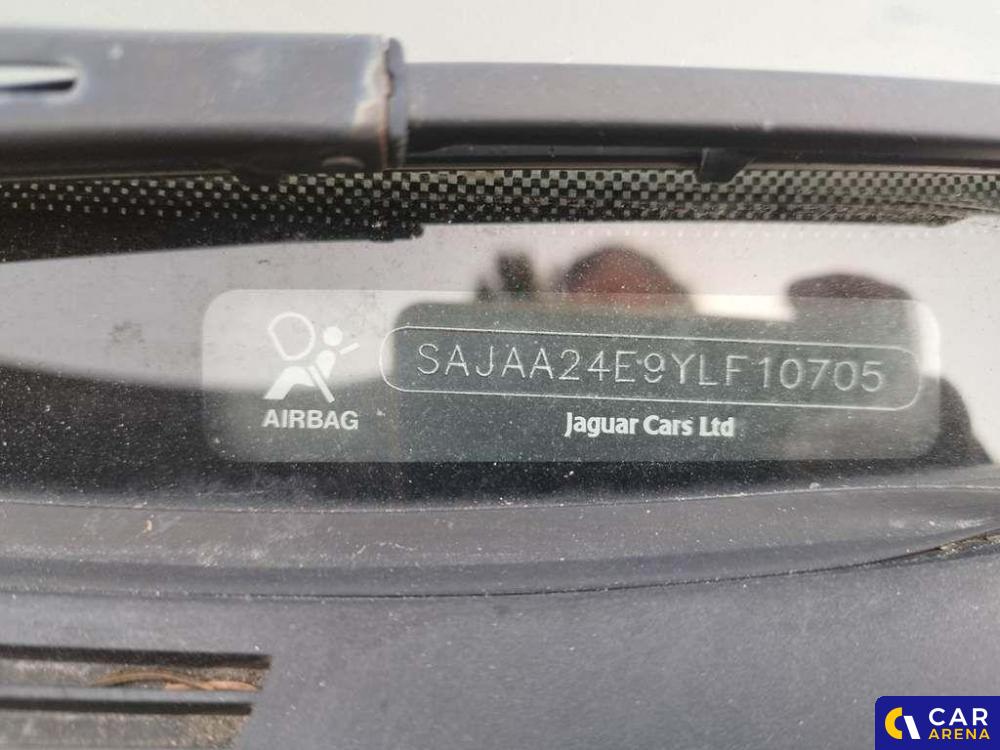 SAJAA24E9YLF10705
AIRBAG
Jaguar Cars Ltd
CAR
ARENA